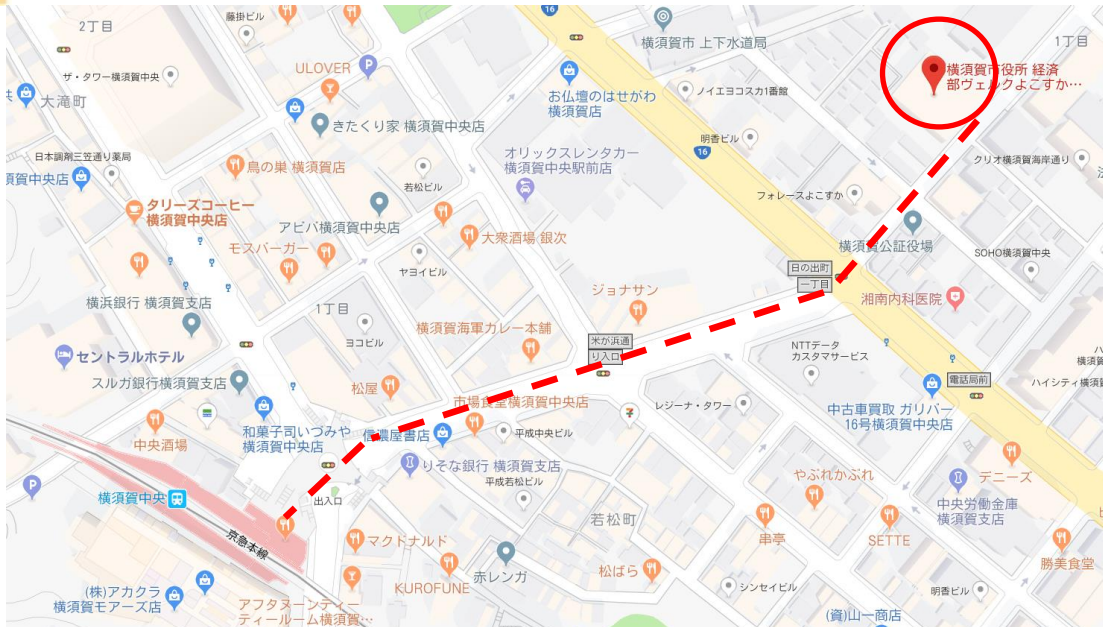 2丁目
藤掛ビル
ULOVER
ザ・タワー横須賀中央
大滝町
きたくり家 横須賀中央店
横須賀市 上下水道局
お仏壇のはせがわ
横須賀店
ノイエヨコスカ1番館
横須賀市役所 経済
部ヴェルクよこすか…
1丁目
日本調剤三笠通り薬局
須賀中央店
鳥の巣 横須賀店
若松ビル
オリックスレンタカー
横須賀中央駅前店
明香ビル
16
クリオ横須賀海岸通り
タリーズコーヒー
横須賀中央店
アビバ横須賀中央店
フォレースよこすか
モスバーガー
大衆酒場 銀次
ヤヨイビル
横須賀公証役場
SOHO横須賀中央
日の出町
一丁目
ジョナサン
湘南内科医院
横浜銀行 横須賀支店
1丁目
ヨコビル
横須賀海軍カレー本舗
米が浜通
り入口
NTTデータ
カスタマサービス
セントラルホテル
スルガ銀行横須賀支店
松屋
市場食堂横須賀中央店
レジーナ・タワー
電話局前
ハイシティ横須賀
中古車買取 ガリバー
16号横須賀中央店
中央酒場
和菓子司いづみや
横須賀中央店
信濃屋書店
平成中央ビル
りそな銀行 横須賀支店
平成若松ビル
やぶれかぶれ
デニーズ
横須賀中央
出入口
中央労働金庫
横須賀支店
若松町
京急本線
マクドナルド
串亭
SETTE
勝美食堂
赤レンガ
松ばら
KUROFUNE
シンセイビル
明香ビル
(株)アカクラ
横須賀モアーズ店
アフタヌーンティー
ティールーム横須賀…
(資)山一商店